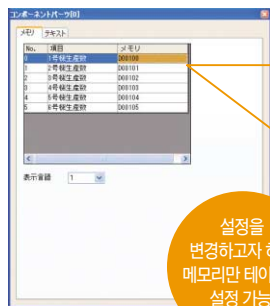 コンポーネントパーツ[0]
メモリ テキスト
No. 項目 メモリ
0 1号機生産数 D00100
1 2号機生産数 D00101
2 3号機生産数 D00102
3 4号機生産数 D00103
4 5号機生産数 D00104
5 6号機生産数 D00105
表示言語 1
설정을
변경하고자
메모리만
설정 가능